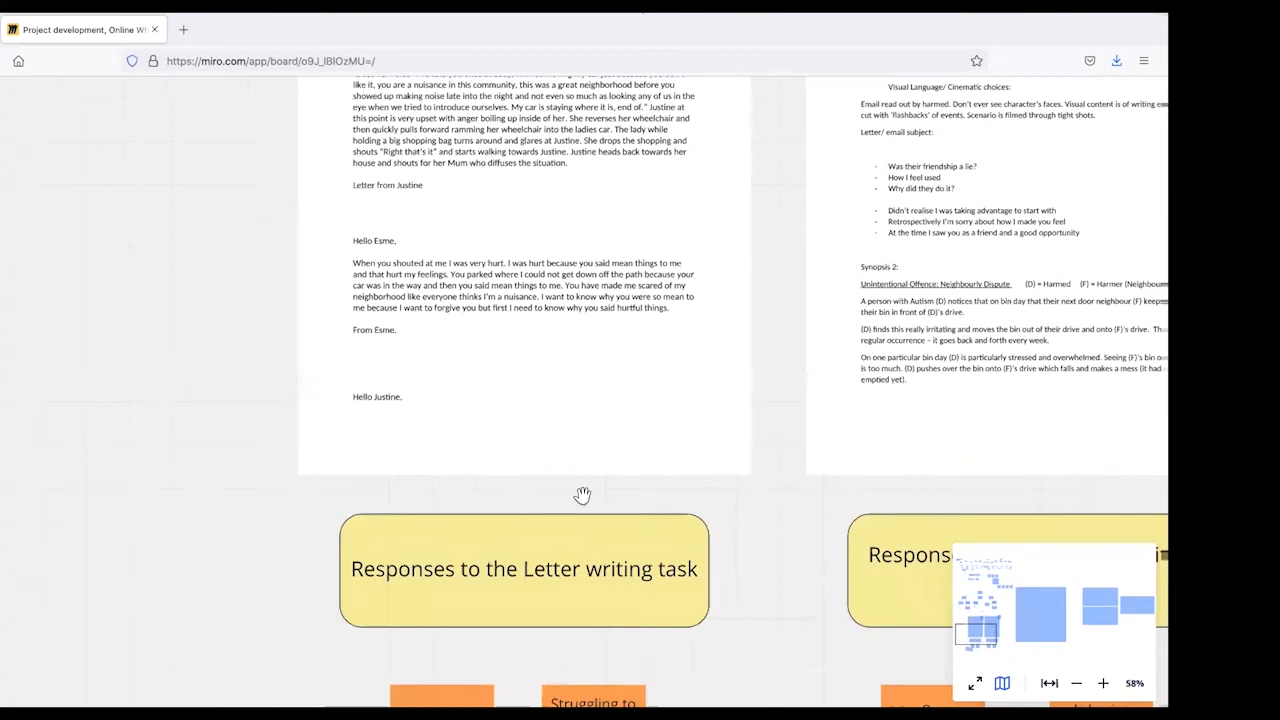 Project development, Online Wh
https://miro.com/app/board/o9J_lBIOzMU=/
like it, you are a nuisance in this community, this was a great neighborhood before you
showed up making noise late into the night and not even so much as looking any of us in the
eye when we tried to introduce ourselves. My car is staying where it is, end of." Justine at
this point is very upset with anger boiling up inside of her. She reverses her wheelchair and
then quickly pulls forward ramming her wheelchair into the ladies car. The lady while
holding a big shopping bag turns around and glares at Justine. She drops the shopping and
shouts "Right that's it" and starts walking towards Justine. Justine heads back towards her
house and shouts for her Mum who diffuses the situation.
Letter from Justine
Hello Esme,
When you shouted at me I was very hurt. I was hurt because you said mean things to me
and that hurt my feelings. You parked where I could not get down off the path because your
car was in the way and then you said mean things to me. You have made me scared of my
neighborhood like everyone thinks I'm a nuisance. I want to know why you were so mean to
me because I want to forgive you but first I need to know why you said hurtful things.
From Esme.
Hello Justine,
Visual Language/ Cinematic choices:
Email read out by harmed. Don't ever see character's faces. Visual content is of writing
cut with 'flashbacks' of events. Scenario is filmed through tight shots.
Letter/ email subject:
- Was their friendship a lie?
- How I feel used
- Why did they do it?
- Didn't realise I was taking advantage to start with
- Retrospectively I'm sorry about how I made you feel
- At the time I saw you as a friend and a good opportunity
Synopsis 2:
Unintentional Offence: Neighbourly Dispute (D) = Harmed (F) = Harmer (Neighbou
A person with Autism (D) notices that on bin day that their next door neighbour (F) keep
their bin in front of (D)'s drive.
(D) finds this really irritating and moves the bin out of their drive and onto (F)'s drive. Th
regular occurrence – it goes back and forth every week.
On one particular bin day (D) is particularly stressed and overwhelmed. Seeing (F)'s bin o
is too much. (D) pushes over the bin onto (F)'s drive which falls and makes a mess (it had
emptied yet).
Responses to the Letter writing task
Respons
Struggling to
58%